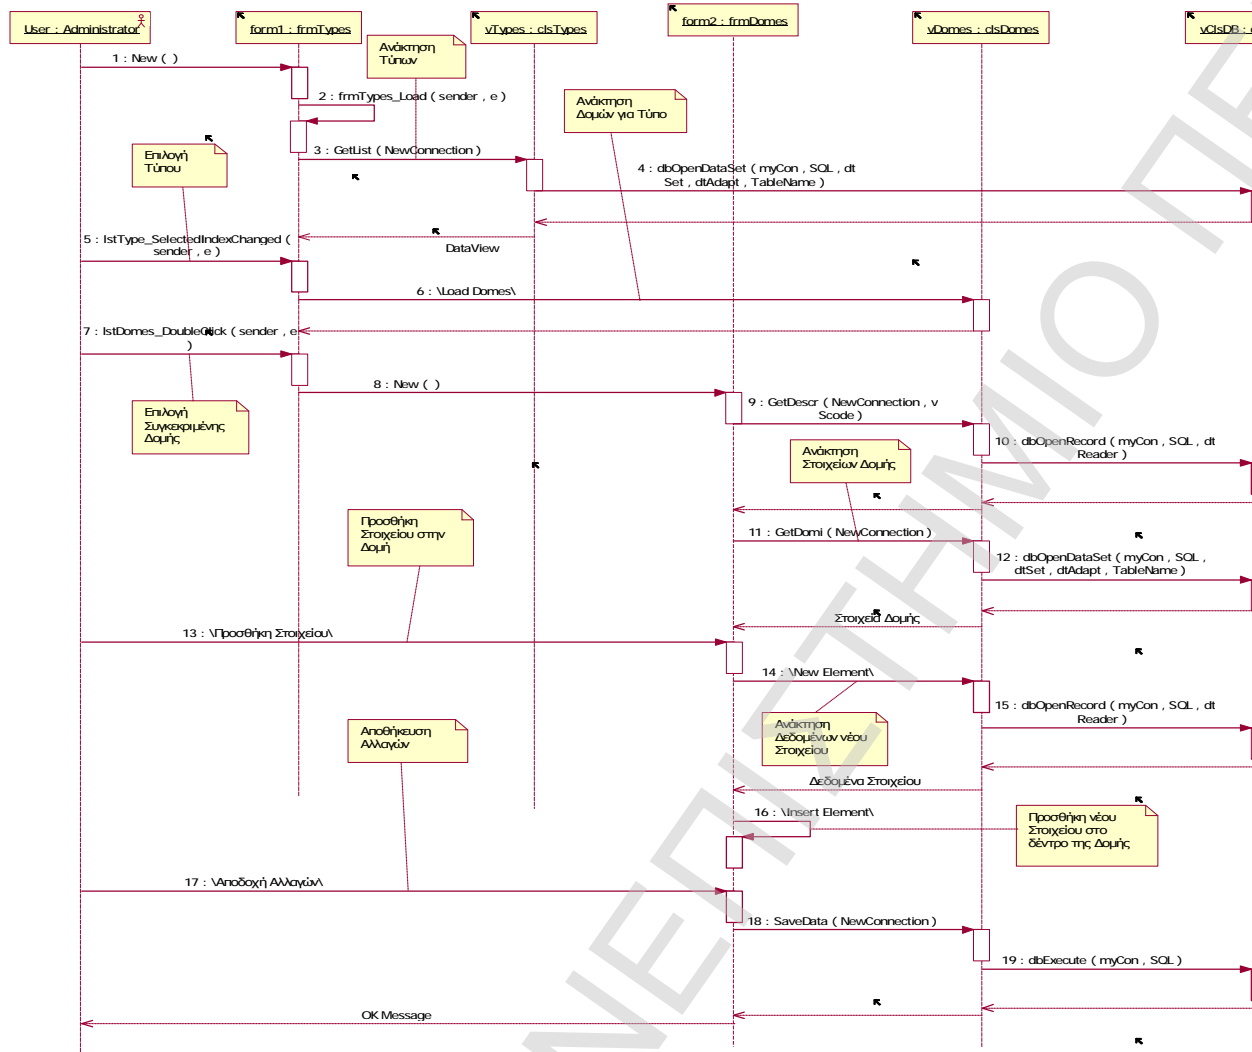 User : Administrator
form1 : frmTypes
vTypes : clsTypes
form2 : frmDomes
vDomes : clsDomes
vClsDB :
1 : New ( )
Ανάκτηση
Τύπων
2 : frmTypes_Load ( sender , e )
Ανάκτηση
Δομών για Τύπο
Επιλογή
Τύπου
3 : GetList ( NewConnection )
4 : dbOpenDataSet ( myCon , SQL , dt
Set , dtAdapt , TableName )
5 : lstType_SelectedIndexChanged (
sender , e )
DataView
6 : \Load Domes\
7 : lstDomes_DoubleClick ( sender , e
)
8 : New ( )
9 : GetDescr ( NewConnection , v
Scode )
Επιλογή
Συγκεκριμένης
Δομής
10 : dbOpenRecord ( myCon , SQL , dt
Reader )
Ανάκτηση
Στοιχείων Δομής
Προσθήκη
Στοιχείου στην
Δομή
11 : GetDomi ( NewConnection )
12 : dbOpenDataSet ( myCon , SQL ,
dtSet , dtAdapt , TableName )
Στοιχεία Δομής
13 : \Προσθήκη Στοιχείου\
14 : \New Element\
15 : dbOpenRecord ( myCon , SQL , dt
Reader )
Ανάκτηση
Δεδομένων νέου
Στοιχείου
Αποθήκευση
Αλλαγών
Δεδομένα Στοιχείου
16 : \Insert Element\
Προσθήκη νέου
Στοιχείου στο
δέντρο της Δομής
17 : \Αποδοχή Αλλαγών\
18 : SaveData ( NewConnection )
19 : dbExecute ( myCon , SQL )
OK Message